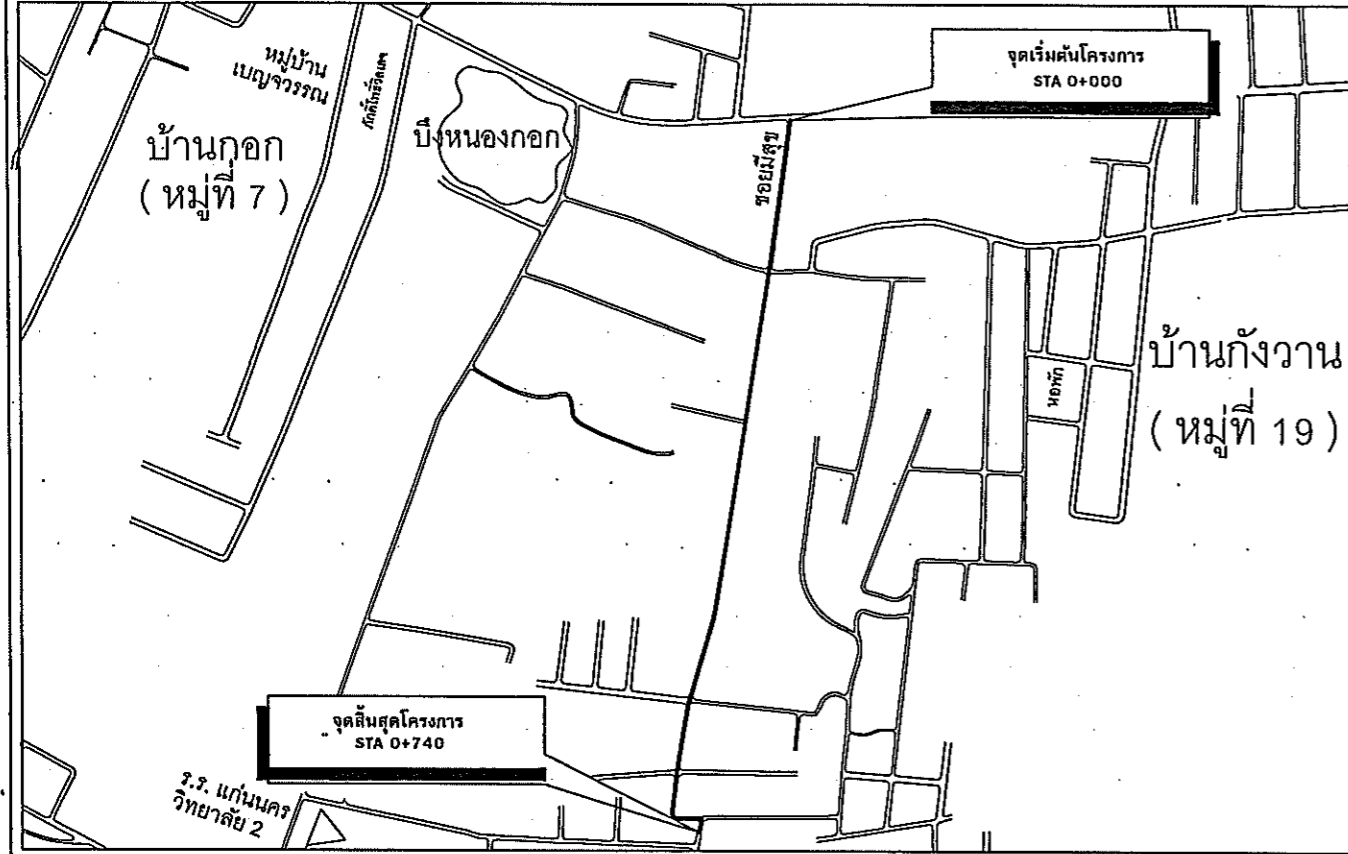 จุดเริ่มต้นโครงการ
STA 0+000
หมู่บ้าน
เบญจวรรณ
บ้านกอก
( หมู่ที่ 7 )
บึงหนองกอก
ซอยมีสุข
บ้านกังวาน
( หมู่ที่ 19 )
หอพัก
จุดสิ้นสุดโครงการ
STA 0+740
ร.ร. แก่นนคร
วิทยาลัย 2